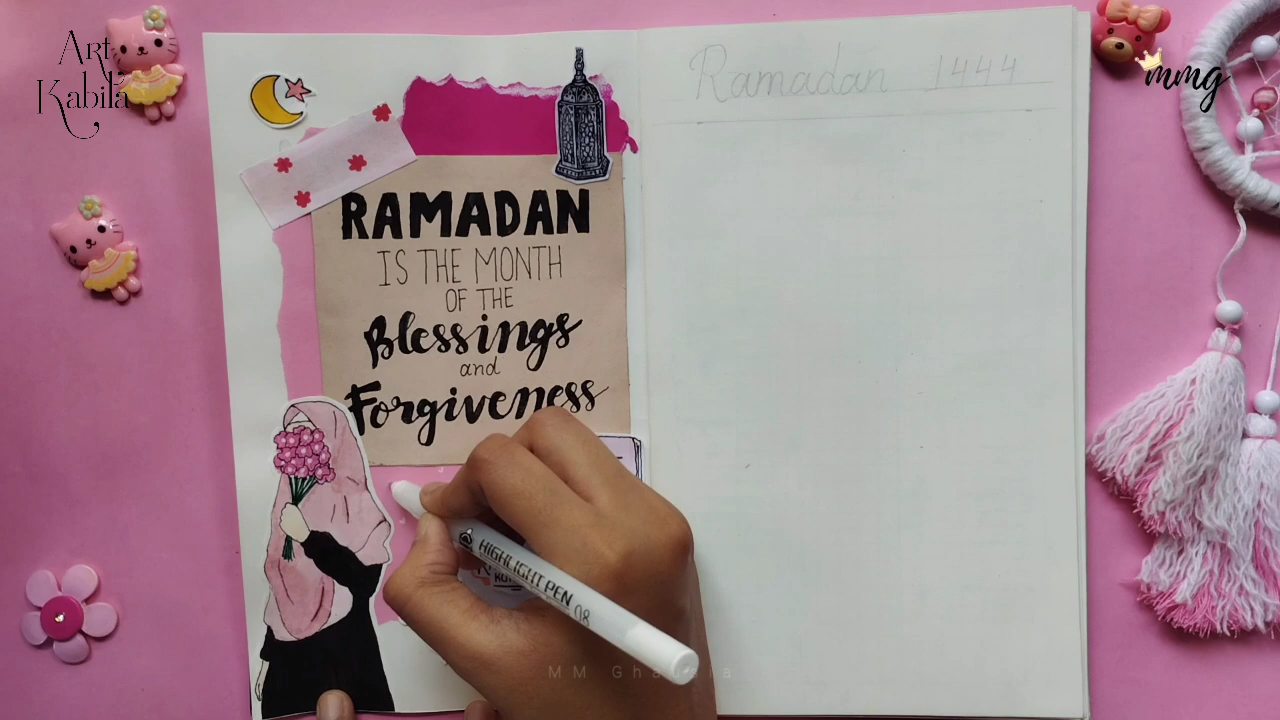 Art
Kabila
mmg
Ramadan 1444
RAMADAN
IS THE MONTH
OF THE
Blessings
and
Forgiveness
HIGHLIGHT PEN 08